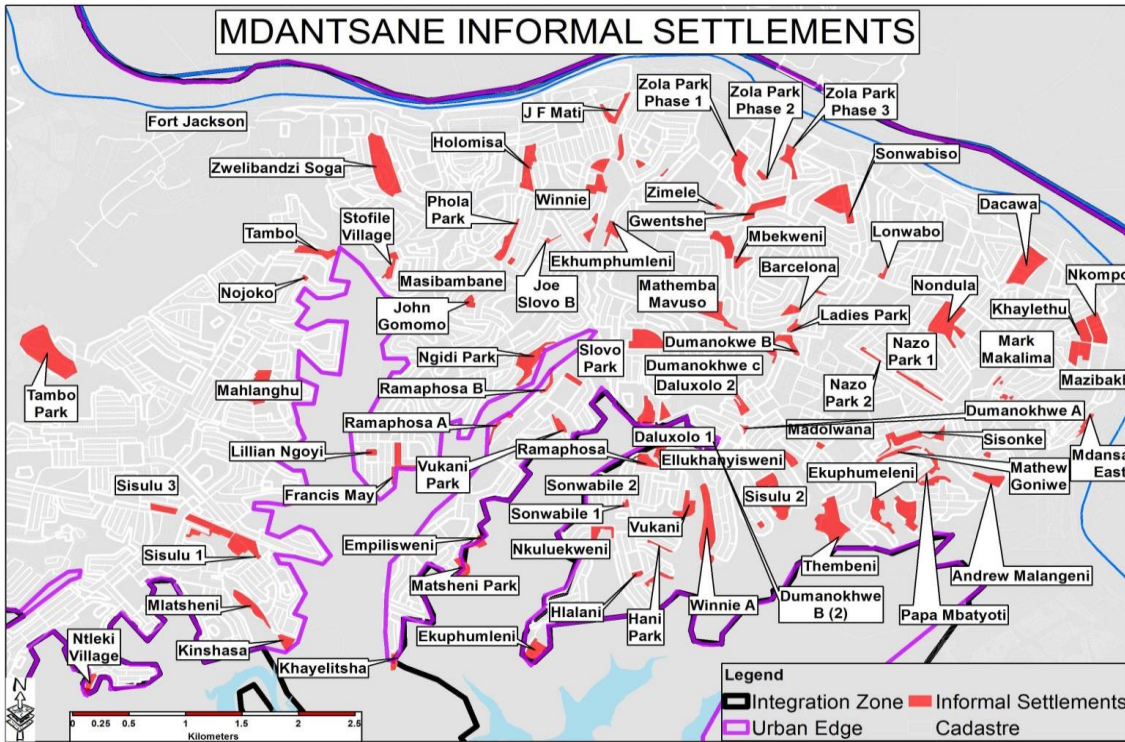 MDANTSANE INFORMAL SETTLEMENTS
Fort Jackson
J F Mati
Zola Park
Phase 1
Zola Park
Phase 2
Zola Park
Phase 3
Holomisa
Zwelibandzi Soga
Sonwabiso
Phola
Park
Winnie
Zimele
Gwentshe
Dacawa
Stofile
Village
Tambo
Mbekweni
Lonwabo
Masibambane
Ekhumphumleni
Barcelona
Nkompo
Nojoko
Joe
Slovo B
Mathemba
Mavuso
Nondula
John
Gomomo
Khaylethu
Ladies Park
Ngidi Park
Slovo
Park
Dumanokwe B
Nazo
Park 1
Mark
Makalima
Dumanokhwe c
Mahlanghu
Ramaphosa B
Daluxolo 2
Nazo
Park 2
Mazibakh
Tambo
Park
Dumanokhwe A
Ramaphosa A
Daluxolo 1
Madolwana
Sisonke
Lillian Ngoyi
Vukani
Park
Ramaphosa
Ellukhanyisweni
Mdansa
East
Ekuphumeleni
Mathew
Goniwe
Sisulu 3
Francis May
Sonwabile 2
Sisulu 2
Sonwabile 1
Vukani
Empilisweni
Nkuluekweni
Sisulu 1
Thembeni
Matsheni Park
Andrew Malangeni
Mlatsheni
Hlalani
Hani
Park
Winnie A
Dumanokhwe
B (2)
Papa Mbatyoti
Ntleki
Village
Kinshasa
Ekuphumleni
Khayelitsha
N
0 0.25 0.5 1 1.5 2 2.5
Kilometers
Legend
Integration Zone
Informal Settlements
Urban Edge
Cadastre